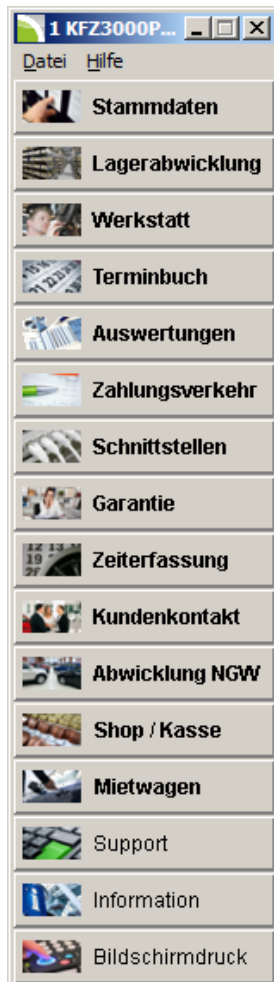 1 KFZ3000P...
Datei Hilfe
Stammdaten
Lagerabwicklung
Werkstatt
Terminbuch
Auswertungen
Zahlungsverkehr
Schnittstellen
Garantie
Zeiterfassung
Kundenkontakt
Abwicklung NGW
Shop / Kasse
Mietwagen
Support
Information
Bildschirmdruck